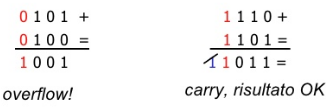 0 1 0 1 +
0 1 0 0 =
1 0 0 1
overflow!
1 1 1 0 +
1 1 0 1 =
1 1 0 1 1 =
carry, risultato OK